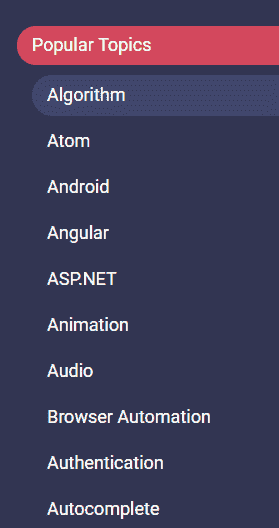 Popular Topics
Algorithm
Atom
Android
Angular
ASP.NET
Animation
Audio
Browser Automation
Authentication
Autocomplete